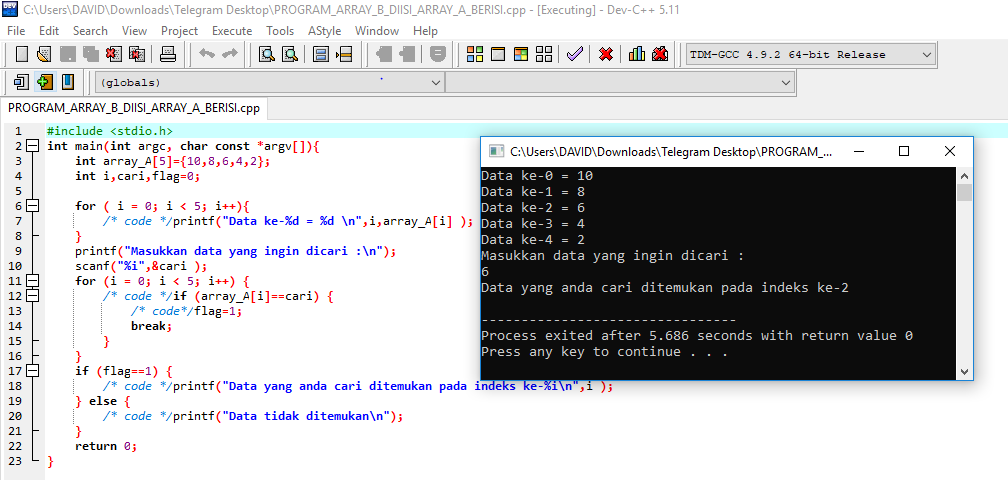 DEV C:\Users\DAVID\Downloads\Telegram Desktop\PROGRAM_ARRAY_B_DIISI_ARRAY_A_BERISI.cpp - [Executing] - Dev-C++ 5.11
File Edit Search View Project Execute Tools AStyle Window Help
TDM-GCC 4.9.2 64-bit Release
(globals)
PROGRAM_ARRAY_B_DIISI_ARRAY_A_BERISI.cpp
1 #include <stdio.h>
2 int main(int argc, char const *argv[]){
3 int array_A[5]={10,8,6,4,2};
4 int i,cari,flag=0;
5
6 for ( i = 0; i < 5; i++){
7 /* code */printf("Data ke-%d = %d \n",i,array_A[i] );
8 }
9 printf("Masukkan data yang ingin dicari :\n");
10 scanf("%i",&cari );
11 for (i = 0; i < 5; i++) {
12 /* code */if (array_A[i]==cari) {
13 /* code*/flag=1;
14 break;
15 }
16 }
17 if (flag==1) {
18 /* code */printf("Data yang anda cari ditemukan pada indeks ke-%i\n",i );
19 } else {
20 /* code */printf("Data tidak ditemukan\n");
21 }
22 return 0;
23 }
C:\Users\DAVID\Downloads\Telegram Desktop\PROGRAM_...
Data ke-0 = 10
Data ke-1 = 8
Data ke-2 = 6
Data ke-3 = 4
Data ke-4 = 2
Masukkan data yang ingin dicari :
6
Data yang anda cari ditemukan pada indeks ke-2
--------------------------------
Process exited after 5.686 seconds with return value 0
Press any key to continue . . .